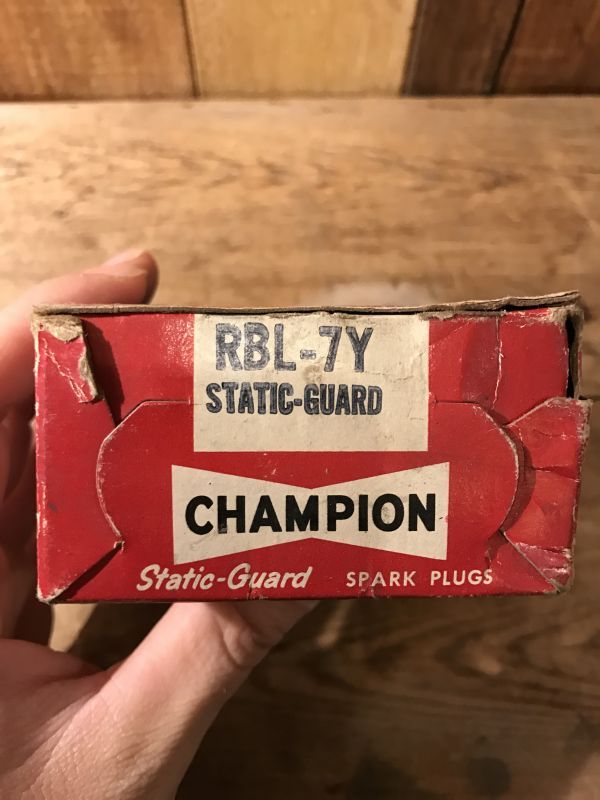 RBL-7Y
STATIC-GUARD
CHAMPION
Static-Guard SPARK PLUGS